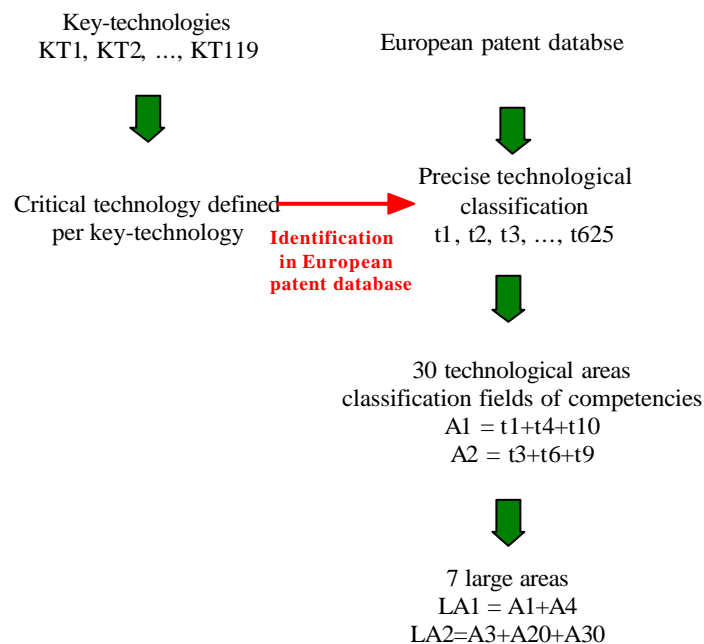 Key-technologies
KT1, KT2, ..., KT119
European patent databse
Critical technology defined
per key-technology
Identification
in European
patent database
Precise technological
classification
t1, t2, t3, ..., t625
30 technological areas
classification fields of competencies
A1 = t1+t4+t10
A2 = t3+t6+t9
7 large areas
LA1 = A1+A4
LA2=A3+A20+A30